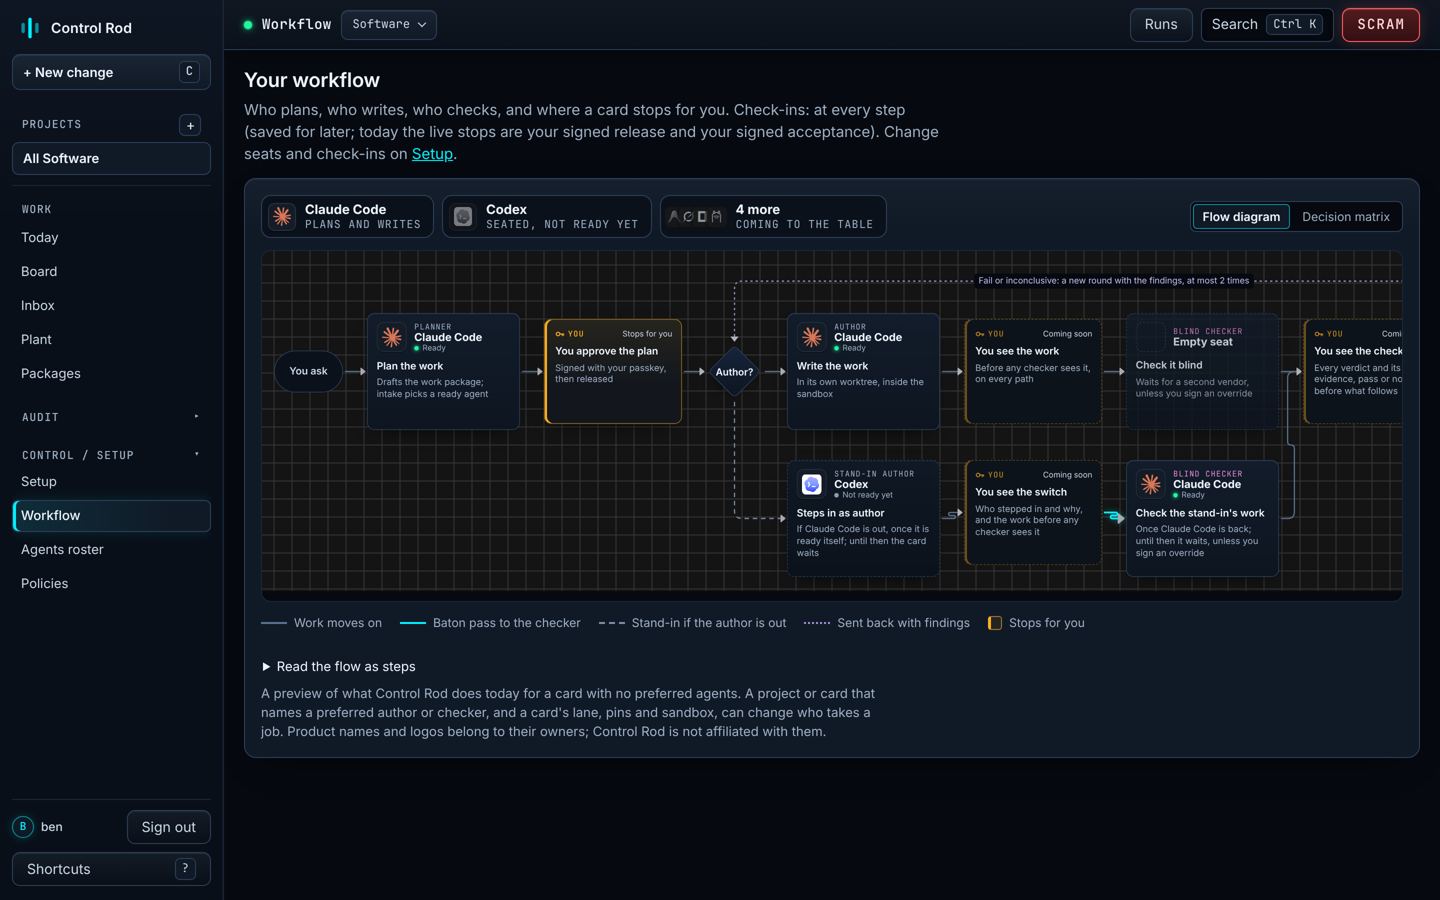 Control Rod
+ New change
C
PROJECTS
+
All Software
WORK
Today
Board
Inbox
Plant
Packages
AUDIT
CONTROL / SETUP
Setup
Workflow
Agents roster
Policies
B
ben
Sign out
Shortcuts
?
Workflow
Software
Runs
Search
Ctrl K
SCRAM
Your workflow
Who plans, who writes, who checks, and where a card stops for you. Check-ins: at every step
(saved for later; today the live stops are your signed release and your signed acceptance). Change
seats and check-ins on Setup.
Claude Code
PLANS AND WRITES
Codex
SEATED, NOT READY YET
4 more
COMING TO THE TABLE
Flow diagram
Decision matrix
Fail or inconclusive: a new round with the findings, at most 2 times
You ask
PLANNER
Claude Code
Ready
Plan the work
Drafts the work package;
intake picks a ready agent
YOU
Stops for you
You approve the plan
Signed with your passkey,
then released
Author?
AUTHOR
Claude Code
Ready
Write the work
In its own worktree, inside the
sandbox
YOU
Coming soon
You see the work
Before any checker sees it,
on every path
BLIND CHECKER
Empty seat
Check it blind
Waits for a second vendor,
unless you sign an override
YOU
Comi
You see the check
Every verdict and its
evidence, pass or no
before what follows
STAND-IN AUTHOR
Codex
Not ready yet
Steps in as author
If Claude Code is out, once it is
ready itself; until then the card
waits
YOU
Coming soon
You see the switch
Who stepped in and why,
and the work before any
checker sees it
BLIND CHECKER
Claude Code
Ready
Check the stand-in's work
Once Claude Code is back;
until then it waits, unless you
sign an override
Work moves on
Baton pass to the checker
Stand-in if the author is out
Sent back with findings
Stops for you
Read the flow as steps
A preview of what Control Rod does today for a card with no preferred agents. A project or card that
names a preferred author or checker, and a card's lane, pins and sandbox, can change who takes a
job. Product names and logos belong to their owners; Control Rod is not affiliated with them.